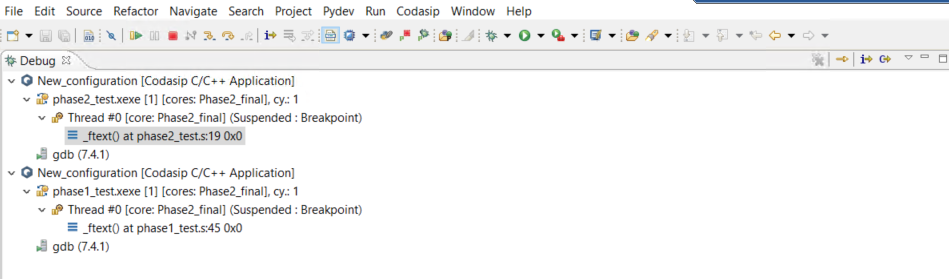 File Edit Source Refactor Navigate Search Project Pydev Run Codasip Window Help
Debug
New_configuration [Codasip C/C++ Application]
phase2_test.xexe [1] [cores: Phase2_final], cy.: 1
Thread #0 [core: Phase2_final] (Suspended : Breakpoint)
_ftext() at phase2_test.s:19 0x0
gdb (7.4.1)
New_configuration [Codasip C/C++ Application]
phase1_test.xexe [1] [cores: Phase2_final], cy.: 1
Thread #0 [core: Phase2_final] (Suspended : Breakpoint)
_ftext() at phase1_test.s:45 0x0
gdb (7.4.1)